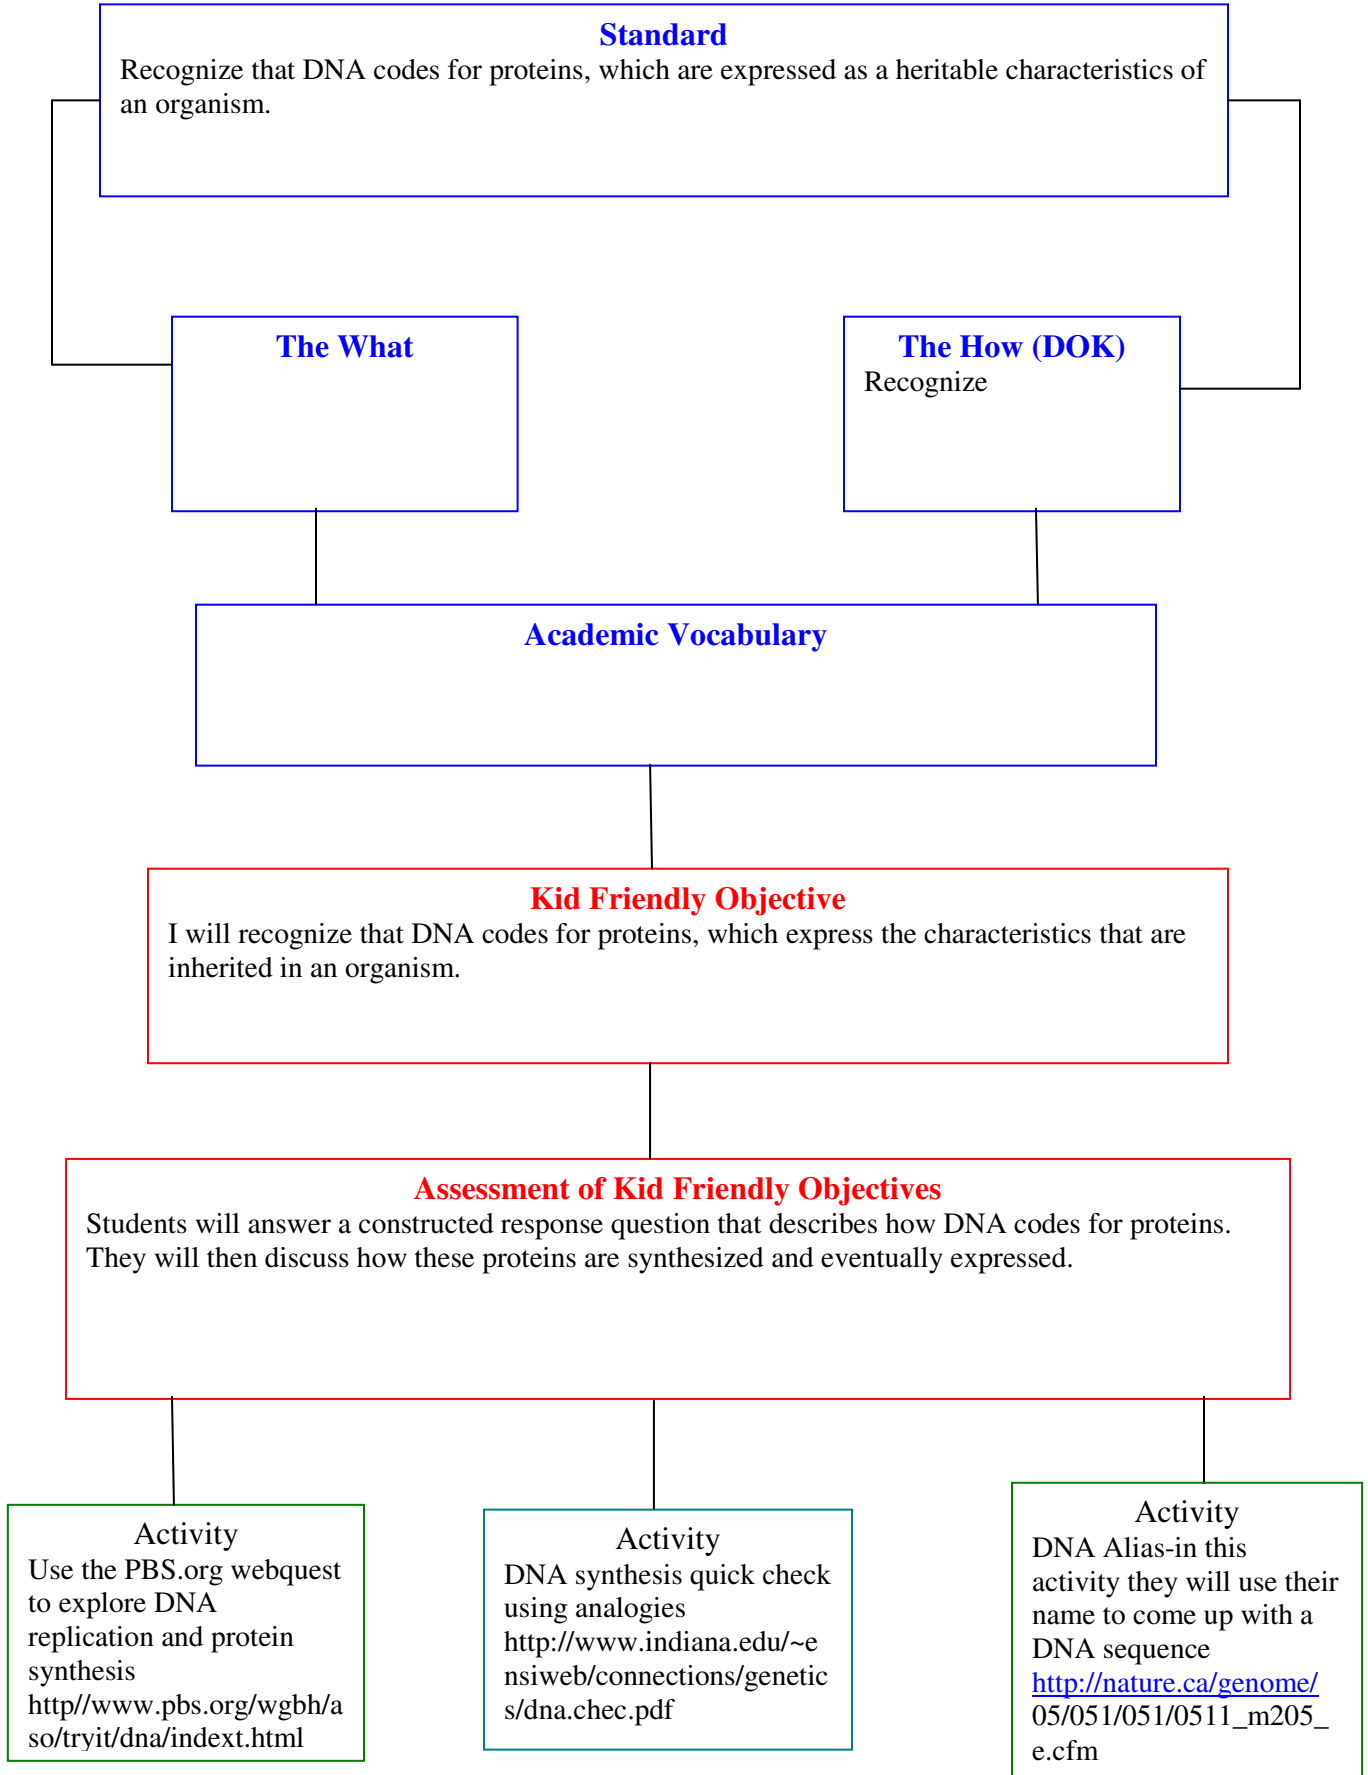 Standard
Recognize that DNA codes for proteins, which are expressed as a heritable characteristics of
an organism.
The What
The How (DOK)
Recognize
Academic Vocabulary
Kid Friendly Objective
I will recognize that DNA codes for proteins, which express the characteristics that are
inherited in an organism.
Assessment of Kid Friendly Objectives
Students will answer a constructed response question that describes how DNA codes for proteins.
They will then discuss how these proteins are synthesized and eventually expressed.
Activity
Use the PBS.org webquest
to explore DNA
replication and protein
synthesis
http//www.pbs.org/wgbh/a
so/tryit/dna/indext.html
Activity
DNA synthesis quick check
using analogies
http://www.indiana.edu/~e
nsiweb/connections/genetic
s/dna.chec.pdf
Activity
DNA Alias-in this
activity they will use their
name to come up with a
DNA sequence
http://nature.ca/genome/
05/051/051/0511_m205_
e.cfm